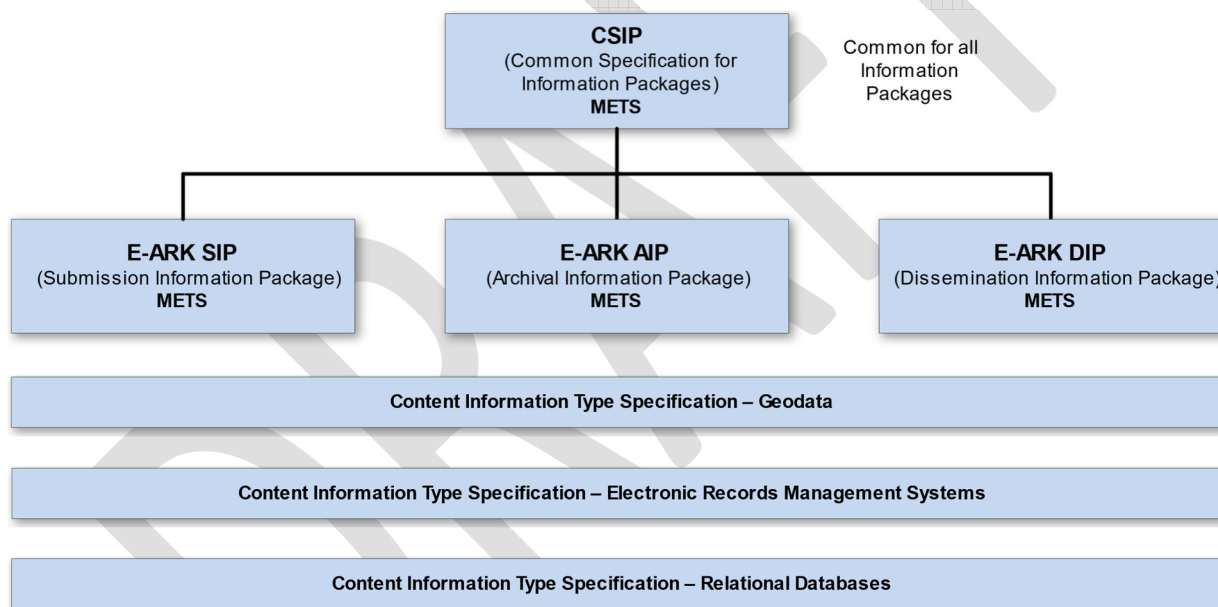 CSIP
(Common Specification for
Information Packages)
METS
Common for all
Information
Packages
E-ARK SIP
(Submission Information Package)
METS
E-ARK AIP
(Archival Information Package)
METS
E-ARK DIP
(Dissemination Information Package)
METS
Content Information Type Specification – Geodata
Content Information Type Specification – Electronic Records Management Systems
Content Information Type Specification – Relational Databases
DRAFT